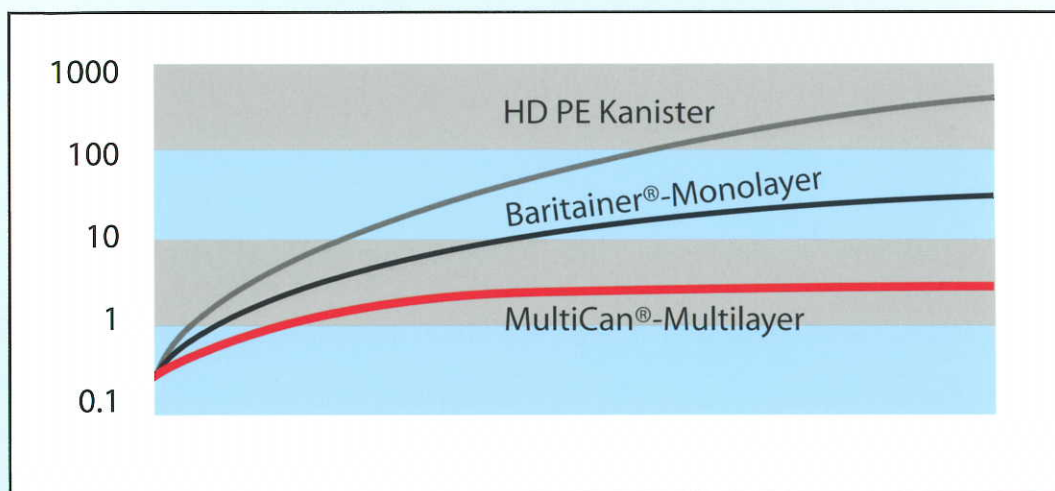 1000
HD PE Kanister
100
Baritainer®-Monolayer
10
1
MultiCan®-Multilayer
0.1